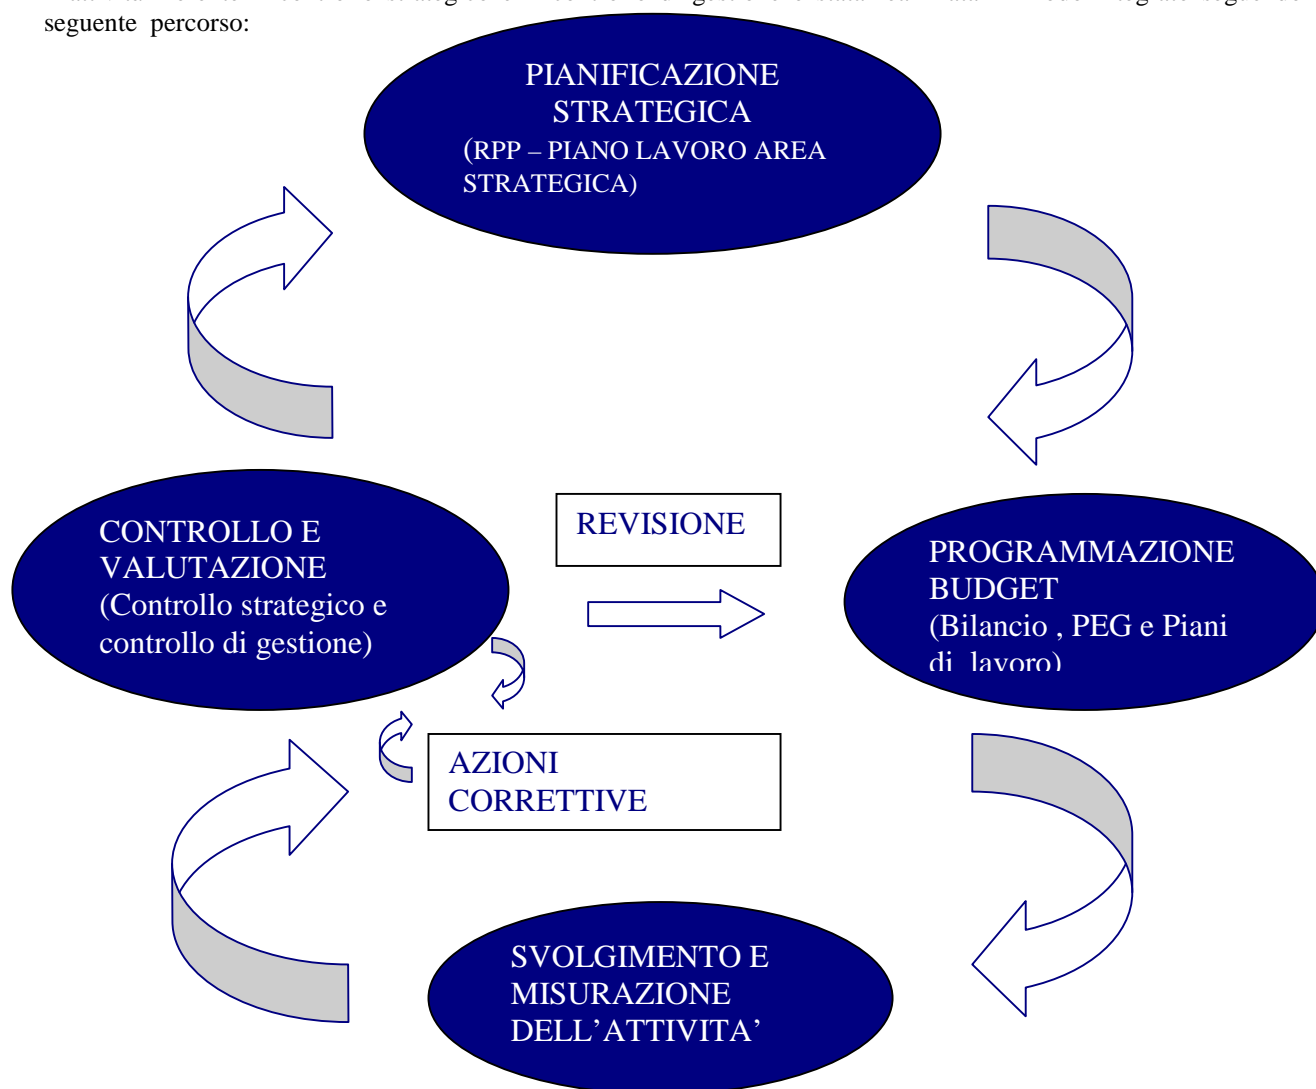 seguente percorso:
PIANIFICAZIONE
STRATEGICA
(RPP – PIANO LAVORO AREA
STRATEGICA)
CONTROLLO E
VALUTAZIONE
(Controllo strategico e
controllo di gestione)
REVISIONE
PROGRAMMAZIONE
BUDGET
(Bilancio , PEG e Piani
di lavoro)
AZIONI
CORRETTIVE
SVOLGIMENTO E
MISURAZIONE
DELL’ATTIVITA’